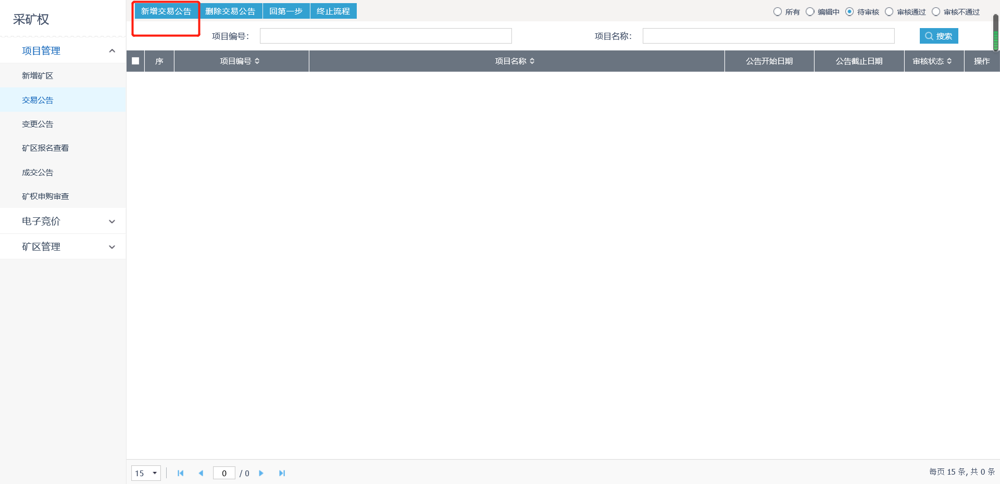 采矿权
项目管理
新增矿区
交易公告
变更公告
矿区报名查看
成交公告
矿权申购审查
电子竞价
矿区管理
新增交易公告 删除交易公告 回第一步 终止流程
所有 编辑中 待审核 审核通过 审核不通过
项目编号： 项目名称： 搜索
序 项目编号 项目名称 公告开始日期 公告截止日期 审核状态 操作
15 0 / 0 每页 15 条, 共 0 条